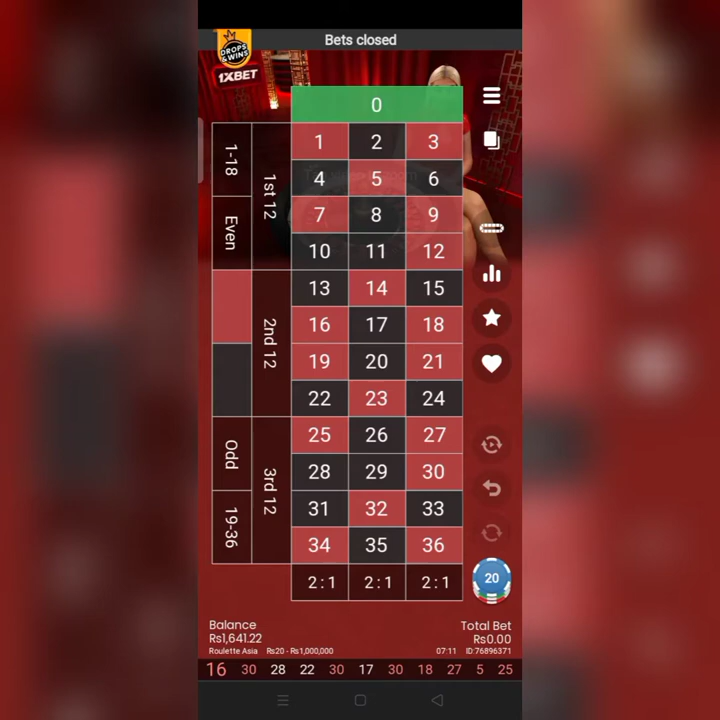 Bets closed
DROPS
& WINS
1XBET
0
1 2 3
4 5 6
7 8 9
10 11 12
13 14 15
16 17 18
19 20 21
22 23 24
25 26 27
28 29 30
31 32 33
34 35 36
2:1 2:1 2:1
1-18
Even
Odd
19-36
1st 12
2nd 12
3rd 12
20
Balance
Rs1,641.22
Total Bet
Rs0.00
Roulette Asia Rs20 - Rs1,000,000
07:11 ID:76896371
16 30 28 22 30 17 30 18 27 5 25